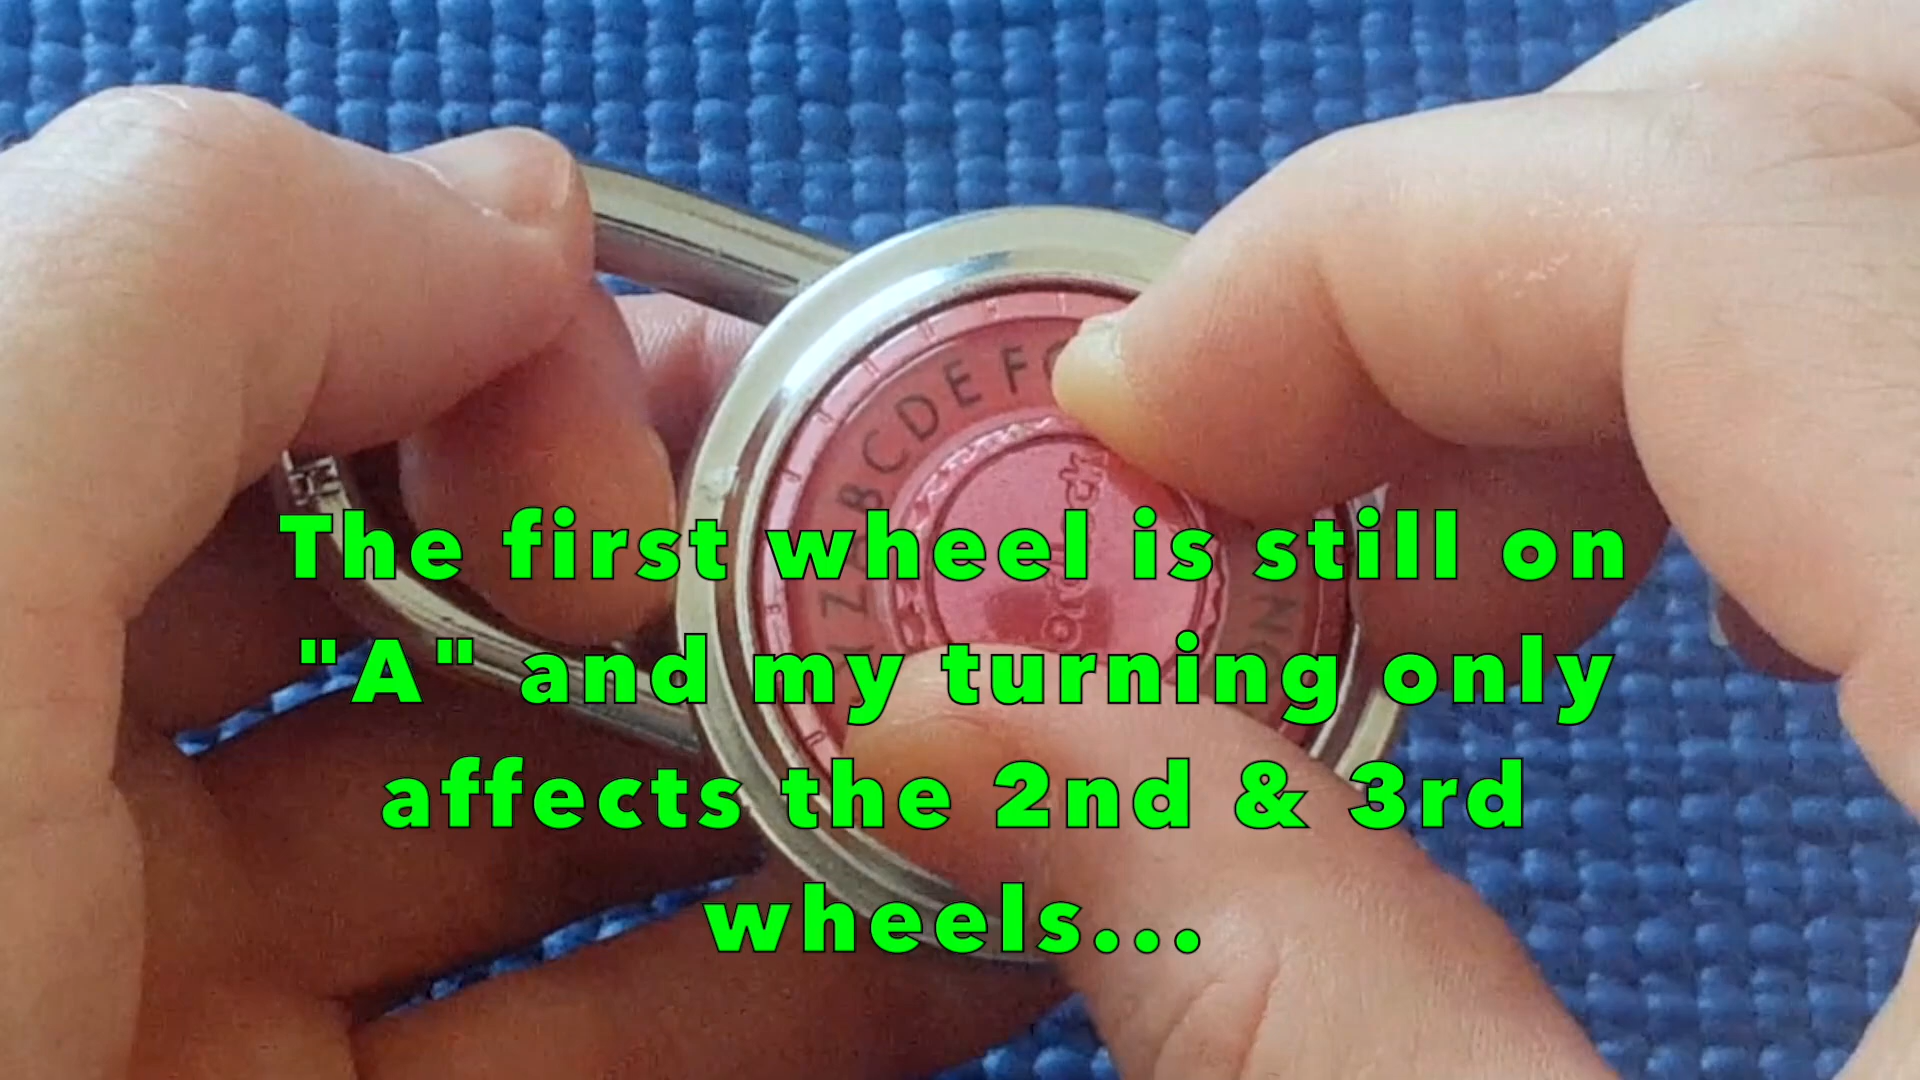 The first wheel is still on
"A" and my turning only
affects the 2nd & 3rd
wheels...
Z A B C D E F
N